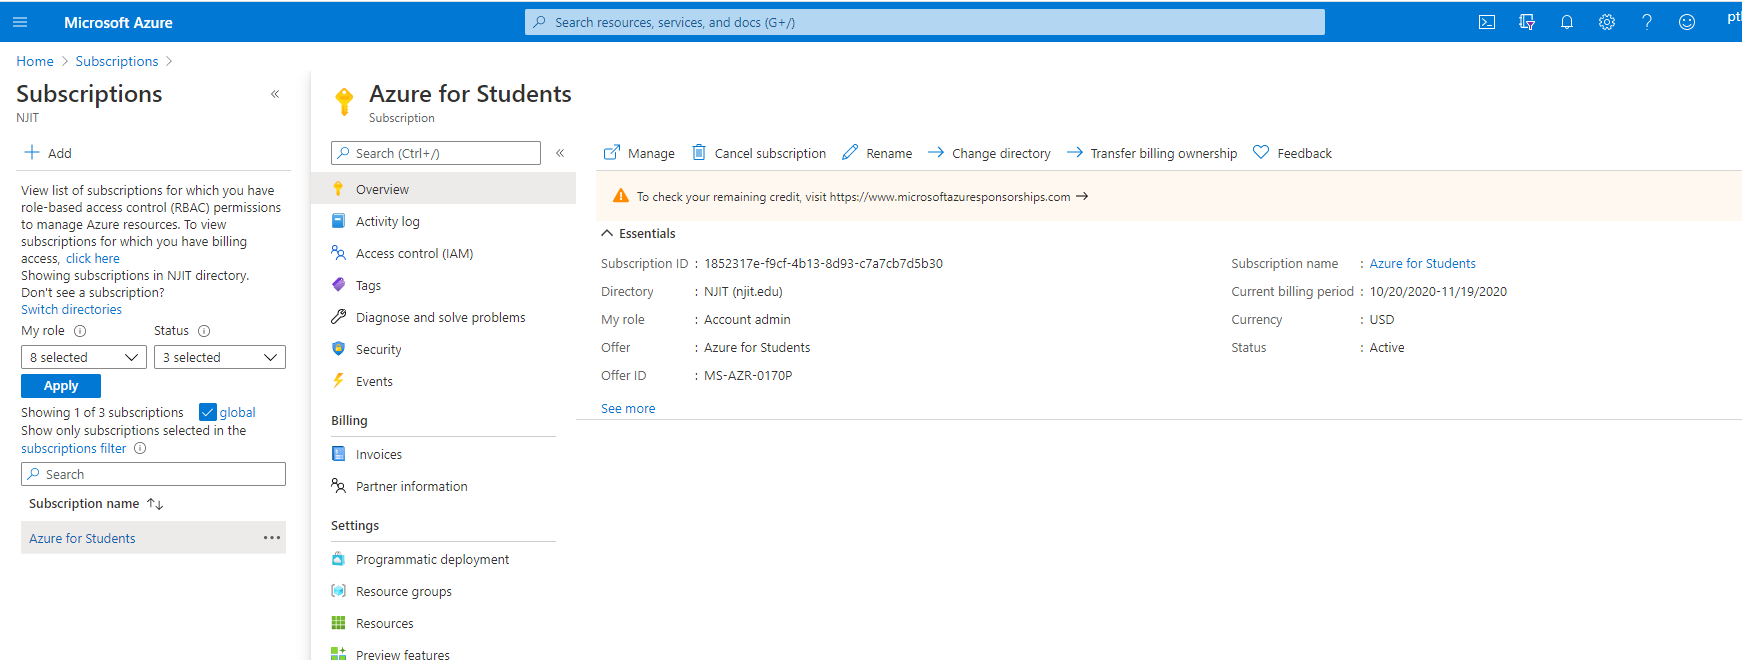 Microsoft Azure
Search resources, services, and docs (G+/)
Home > Subscriptions >
Subscriptions
NJIT
Add
View list of subscriptions for which you have
role-based access control (RBAC) permissions
to manage Azure resources. To view
subscriptions for which you have billing
access, click here
Showing subscriptions in NJIT directory.
Don't see a subscription?
Switch directories
My role Status
8 selected 3 selected
Apply
Showing 1 of 3 subscriptions global
Show only subscriptions selected in the
subscriptions filter
Search
Subscription name
Azure for Students
Azure for Students
Subscription
Search (Ctrl+/)
Overview
Activity log
Access control (IAM)
Tags
Diagnose and solve problems
Security
Events
Billing
Invoices
Partner information
Settings
Programmatic deployment
Resource groups
Resources
Preview features
Manage Cancel subscription Rename Change directory Transfer billing ownership Feedback
To check your remaining credit, visit https://www.microsoftazuresponsorships.com →
Essentials
Subscription ID : 1852317e-f9cf-4b13-8d93-c7a7cb7d5b30
Directory : NJIT (njit.edu)
My role : Account admin
Offer : Azure for Students
Offer ID : MS-AZR-0170P
See more
Subscription name : Azure for Students
Current billing period : 10/20/2020-11/19/2020
Currency : USD
Status : Active